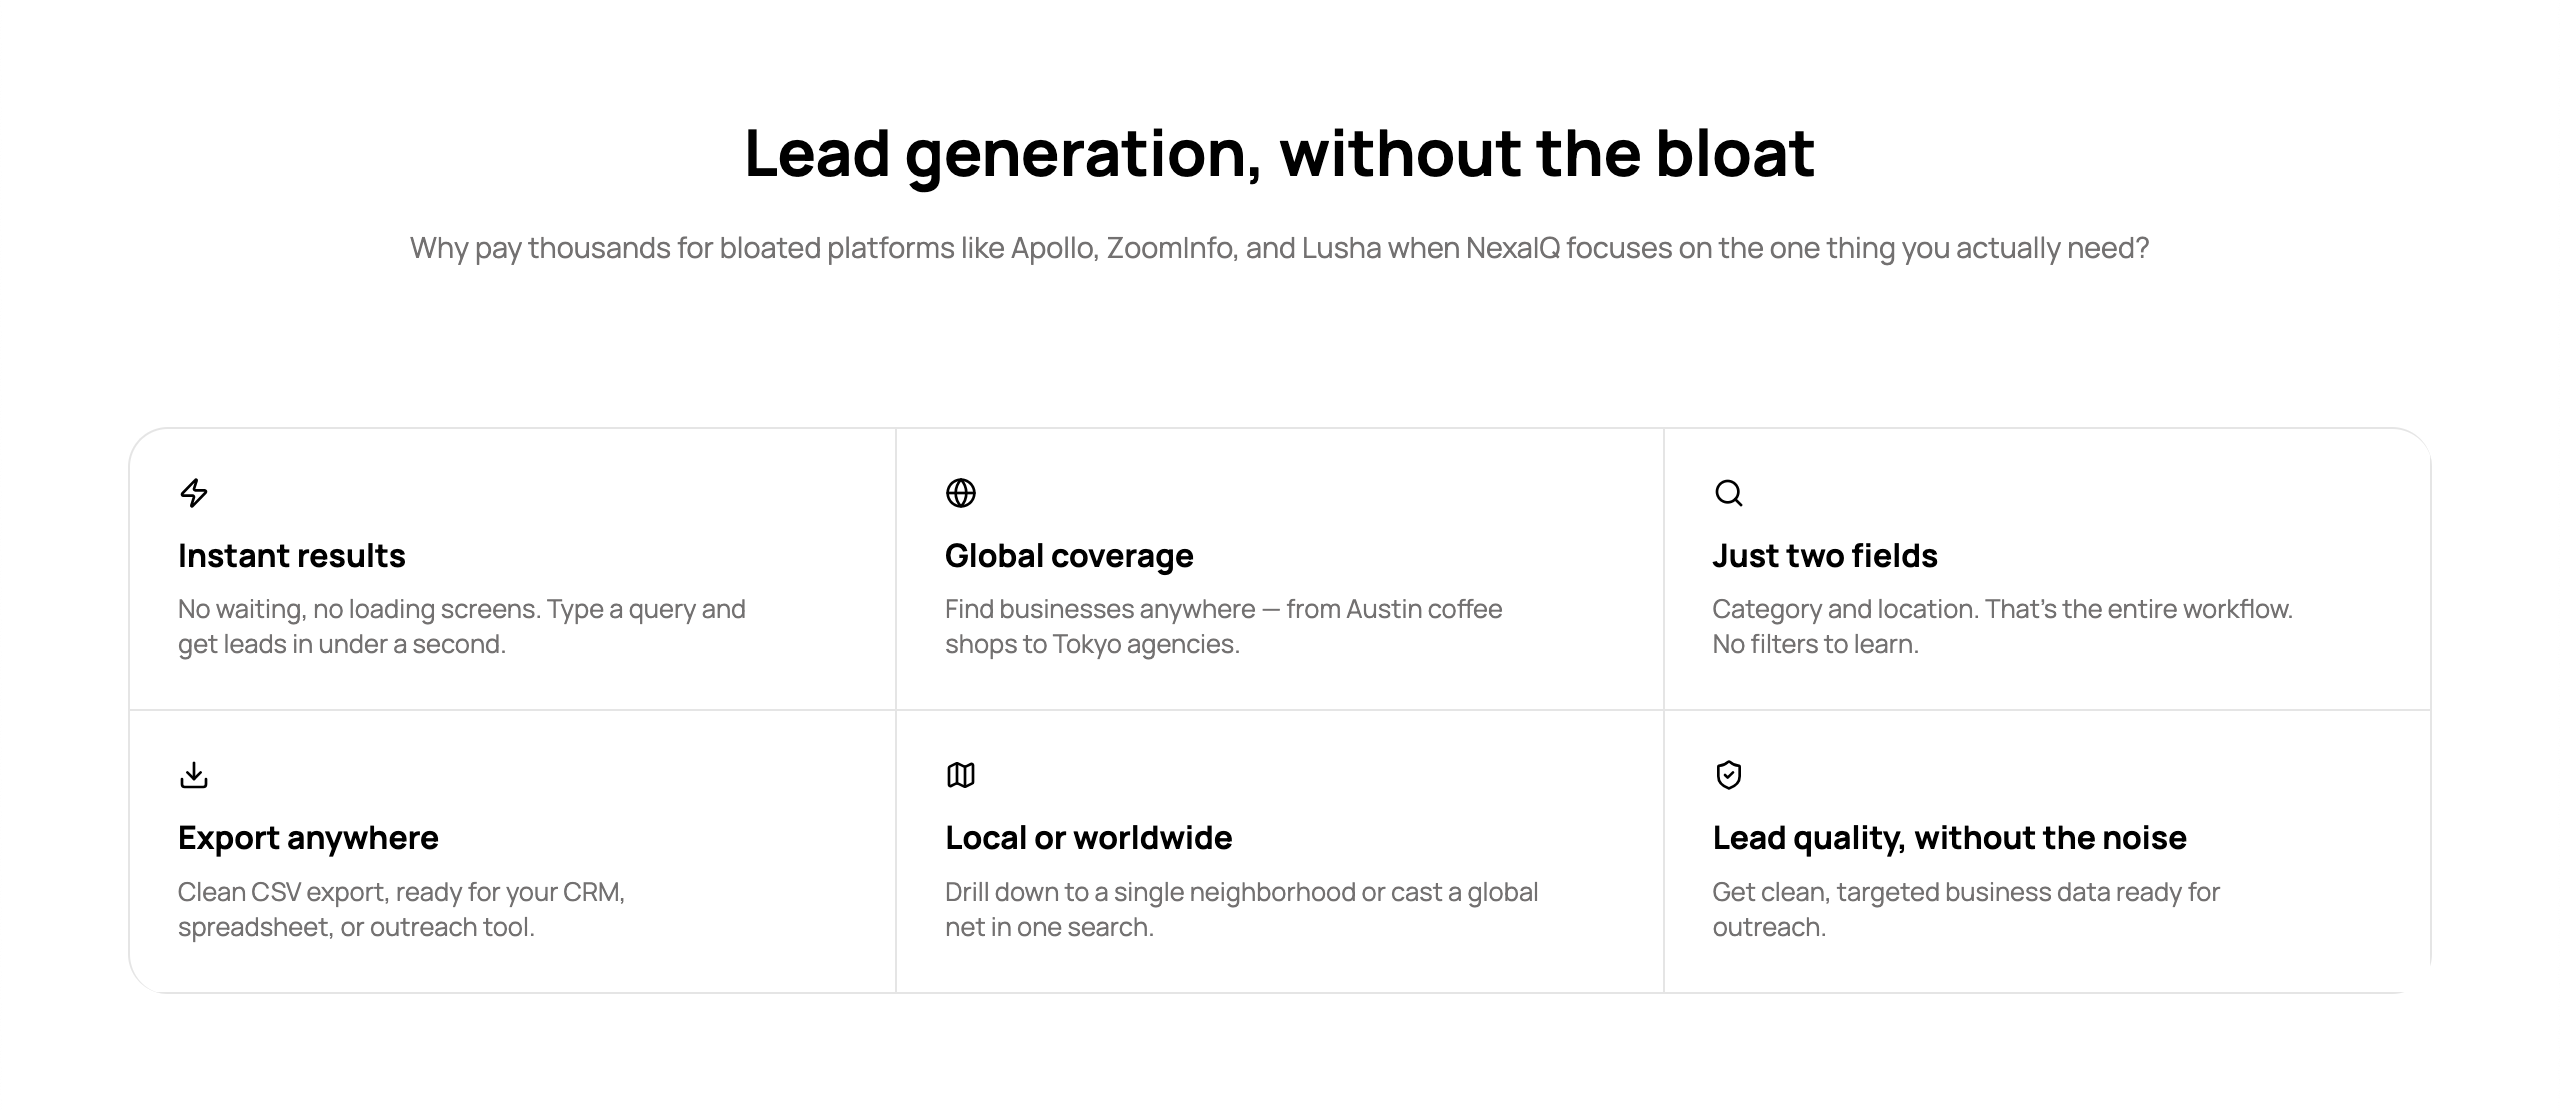 Lead generation, without the bloat
Why pay thousands for bloated platforms like Apollo, ZoomInfo, and Lusha when NexaIQ focuses on the one thing you actually need?
Instant results
No waiting, no loading screens. Type a query and
get leads in under a second.
Global coverage
Find businesses anywhere — from Austin coffee
shops to Tokyo agencies.
Just two fields
Category and location. That's the entire workflow.
No filters to learn.
Export anywhere
Clean CSV export, ready for your CRM,
spreadsheet, or outreach tool.
Local or worldwide
Drill down to a single neighborhood or cast a global
net in one search.
Lead quality, without the noise
Get clean, targeted business data ready for
outreach.